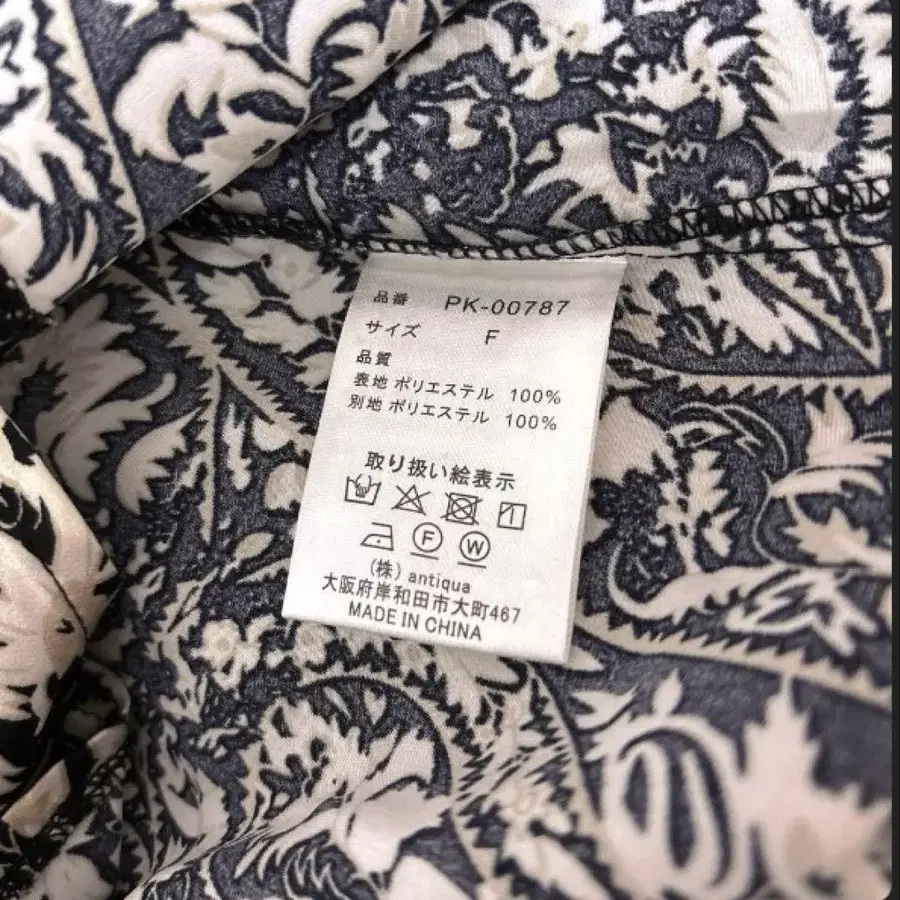 品番 PK-00787
サイズ F
品質
表地 ポリエステル 100%
別地 ポリエステル 100%
取り扱い絵表示
F W
(株) antiqua
大阪府岸和田市大町467
MADE IN CHINA